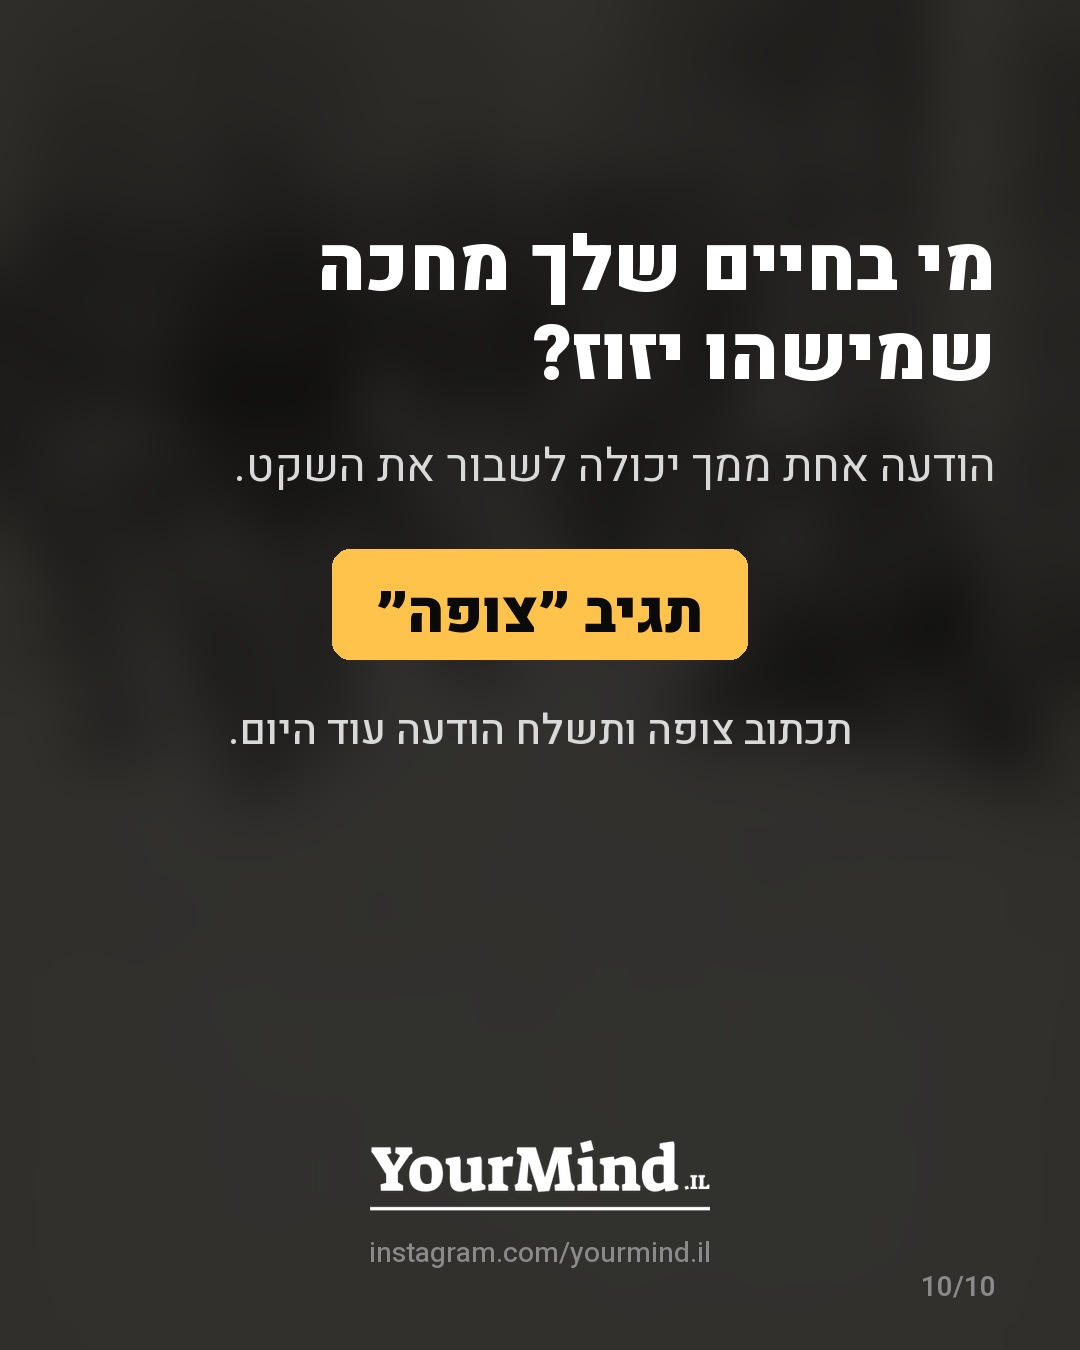 מי בחיים שלך מחכה
שמישהו יזוז?
הודעה אחת ממך יכולה לשבור את השקט.
תגיב ”צופה”
תכתוב צופה ותשלח הודעה עוד היום.
YourMind.IL
instagram.com/yourmind.il
10/10